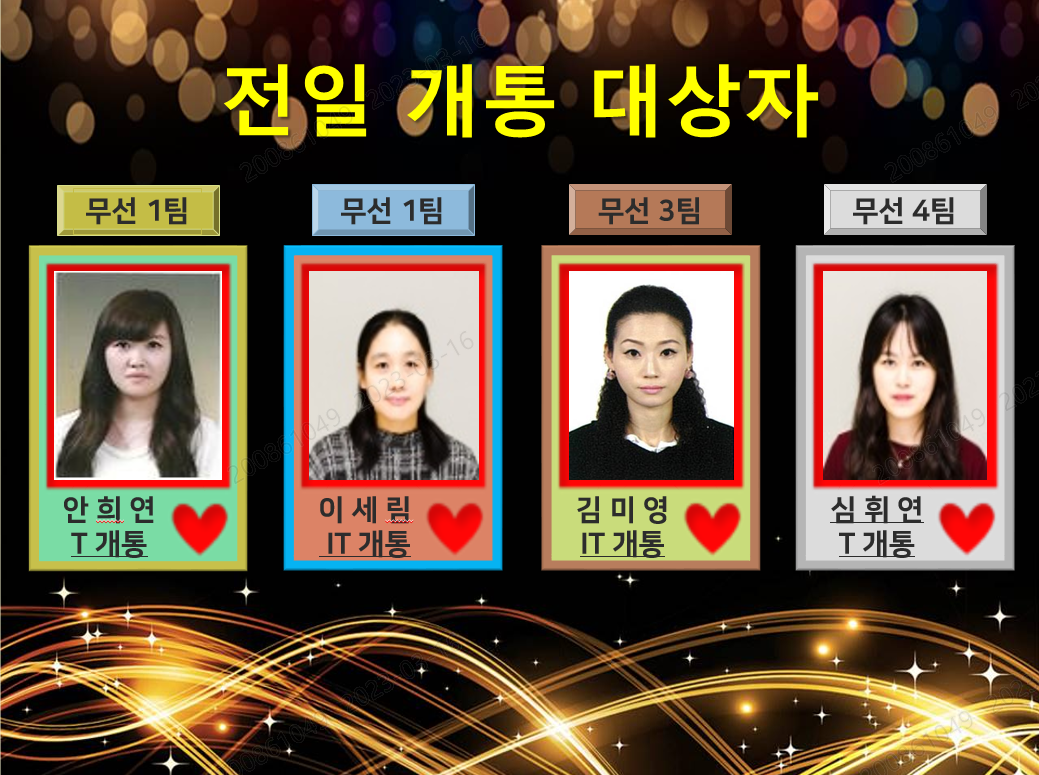 전일 개통 대상자
무선 1팀
무선 1팀
무선 3팀
무선 4팀
안 희 연
T 개통
이 세 림
IT 개통
김 미 영
IT 개통
심 휘 연
T 개통